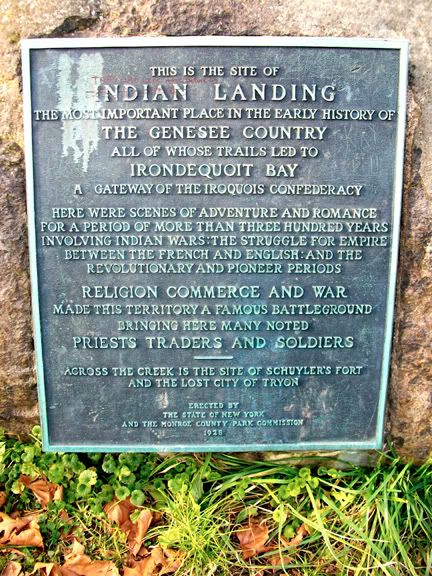 THIS IS THE SITE OF
INDIAN LANDING
THE MOST IMPORTANT PLACE IN THE EARLY HISTORY OF
THE GENESEE COUNTRY
ALL OF WHOSE TRAILS LED TO
IRONDEQUOIT BAY
A GATEWAY OF THE IROQUOIS CONFEDERACY
HERE WERE SCENES OF ADVENTURE AND ROMANCE
FOR A PERIOD OF MORE THAN THREE HUNDRED YEARS
INVOLVING INDIAN WARS: THE STRUGGLE FOR EMPIRE
BETWEEN THE FRENCH AND ENGLISH: AND THE
REVOLUTIONARY AND PIONEER PERIODS
RELIGION COMMERCE AND WAR
MADE THIS TERRITORY A FAMOUS BATTLEGROUND
BRINGING HERE MANY NOTED
PRIESTS TRADERS AND SOLDIERS
ACROSS THE CREEK IS THE SITE OF SCHUYLER'S FORT
AND THE LOST CITY OF TRYON
ERECTED BY
THE STATE OF NEW YORK
AND THE MONROE COUNTY PARK COMMISSION
1928